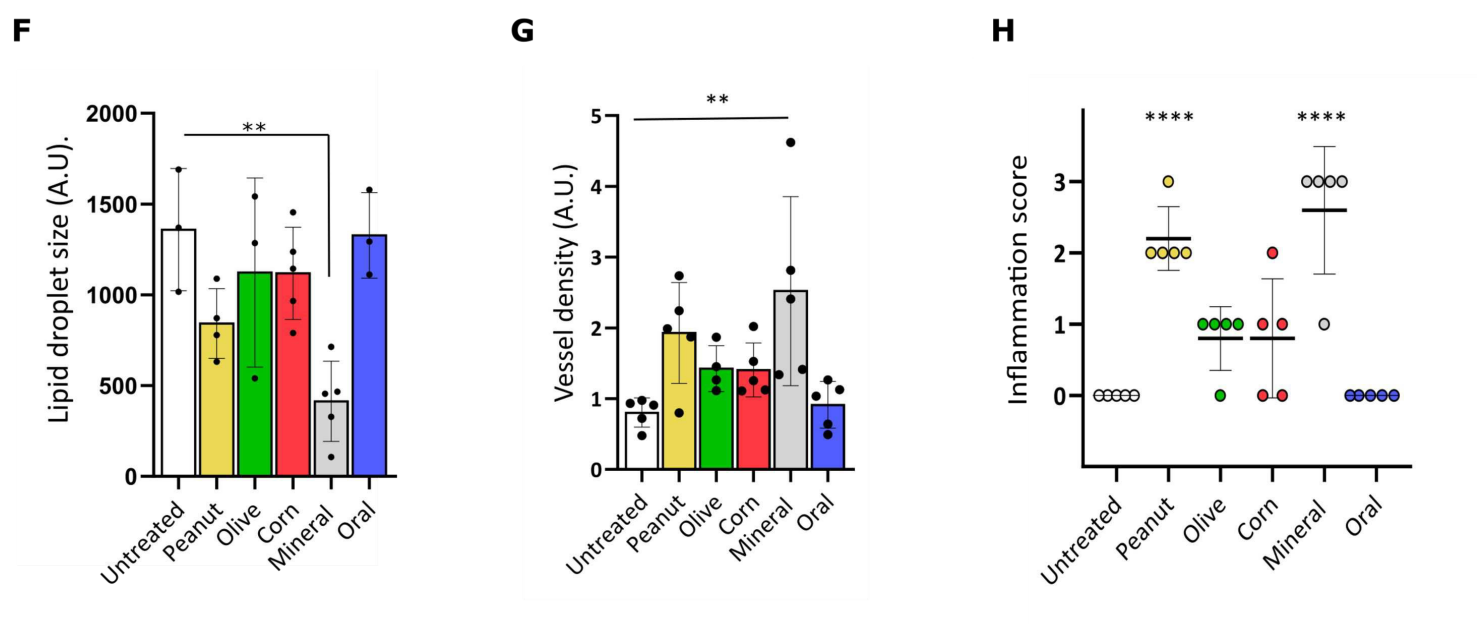 F
G
H
Lipid droplet size (A.U).
2000
1500
1000
500
0
**
Untreated
Peanut
Olive
Corn
Mineral
Oral
Vessel density (A.U.)
5
4
3
2
1
0
**
Untreated
Peanut
Olive
Corn
Mineral
Oral
Inflammation score
3
2
1
0
****
****
Untreated
Peanut
Olive
Corn
Mineral
Oral